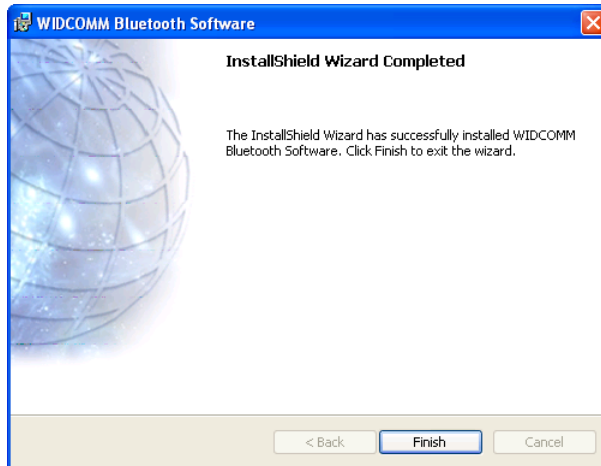 WIDCOMM Bluetooth Software
InstallShield Wizard Completed
The InstallShield Wizard has successfully installed WIDCOMM
Bluetooth Software. Click Finish to exit the wizard.
< Back Finish Cancel